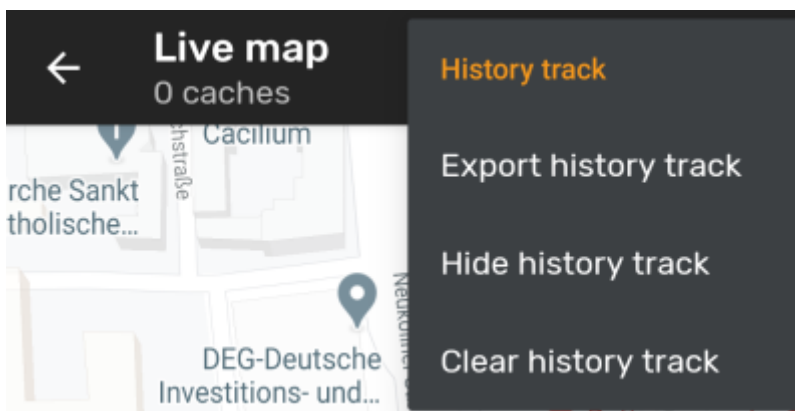 Live map
0 caches
History track
Export history track
Hide history track
Clear history track
Cacilium
chstraße
rche Sankt
tholische...
DEG-Deutsche
Investitions- und...